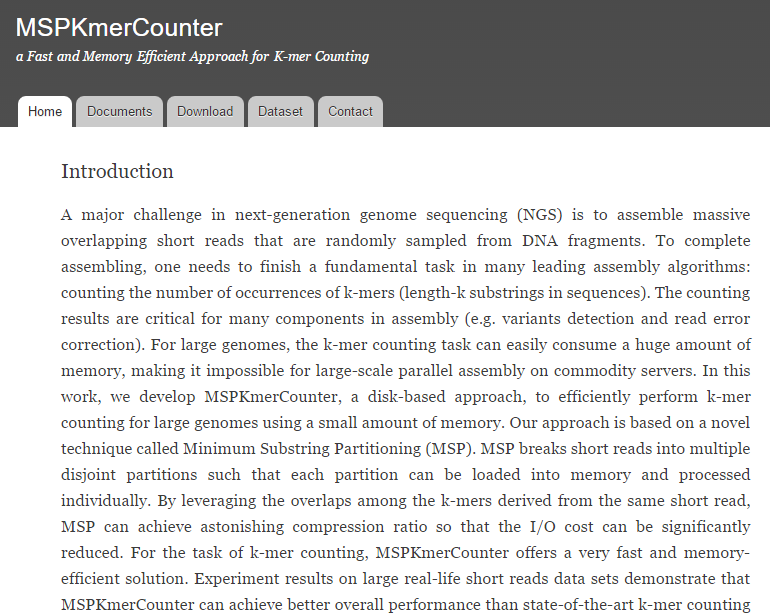 MSPKmerCounter
a Fast and Memory Efficient Approach for K-mer Counting
Home Documents Download Dataset Contact
Introduction
A major challenge in next-generation genome sequencing (NGS) is to assemble massive
overlapping short reads that are randomly sampled from DNA fragments. To complete
assembling, one needs to finish a fundamental task in many leading assembly algorithms:
counting the number of occurrences of k-mers (length-k substrings in sequences). The counting
results are critical for many components in assembly (e.g. variants detection and read error
correction). For large genomes, the k-mer counting task can easily consume a huge amount of
memory, making it impossible for large-scale parallel assembly on commodity servers. In this
work, we develop MSPKmerCounter, a disk-based approach, to efficiently perform k-mer
counting for large genomes using a small amount of memory. Our approach is based on a novel
technique called Minimum Substring Partitioning (MSP). MSP breaks short reads into multiple
disjoint partitions such that each partition can be loaded into memory and processed
individually. By leveraging the overlaps among the k-mers derived from the same short read,
MSP can achieve astonishing compression ratio so that the I/O cost can be significantly
reduced. For the task of k-mer counting, MSPKmerCounter offers a very fast and memory-
efficient solution. Experiment results on large real-life short reads data sets demonstrate that
MSPKmerCounter can achieve better overall performance than state-of-the-art k-mer counting